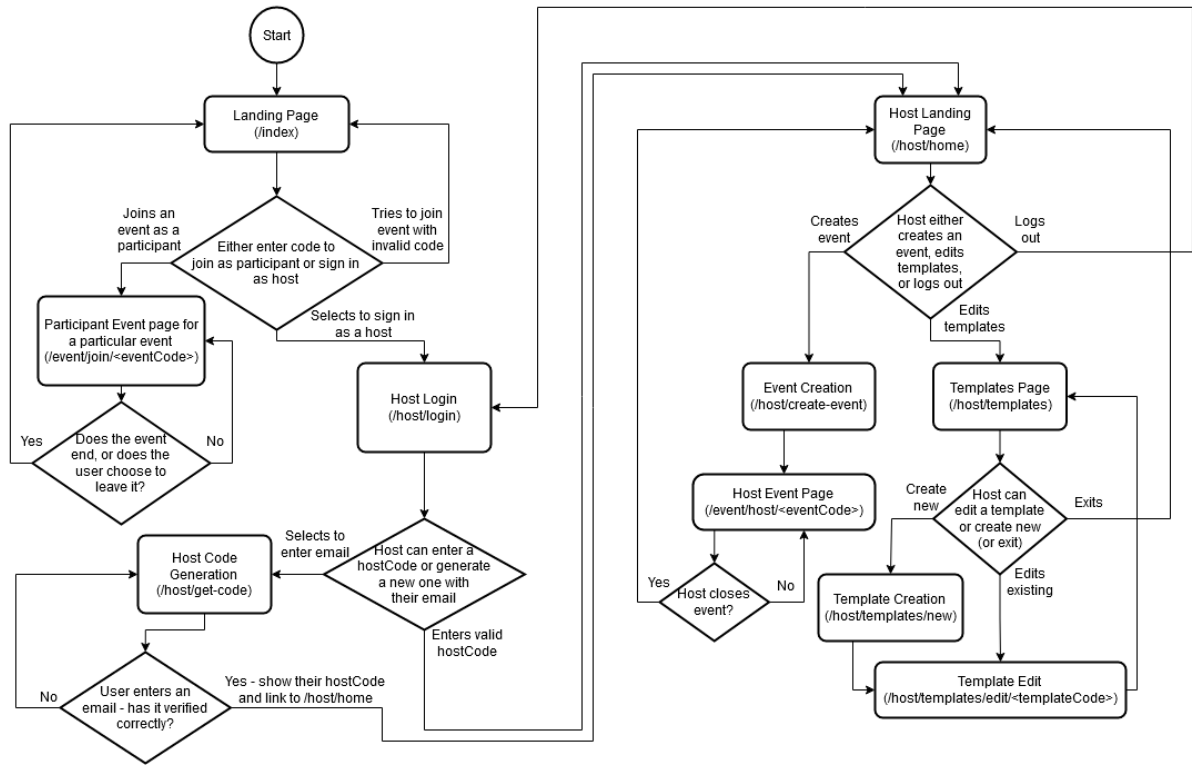 Start
Landing Page
(/index)
Joins an
event as a
participant
Tries to join
event with
invalid code
Either enter code to
join as participant or sign in
as host
Participant Event page for
a particular event
(/event/join/<eventCode>)
Selects to sign in
as a host
Yes
Does the event
end, or does the
user choose to
leave it?
No
Host Login
(/host/login)
Selects to
enter email
Host can enter a
hostCode or generate
a new one with
their email
Enters valid
hostCode
Host Code
Generation
(/host/get-code)
No
User enters an
email - has it verified
correctly?
Yes - show their hostCode
and link to /host/home
Host Landing
Page
(/host/home)
Creates
event
Host either
creates an
event, edits
templates,
or logs out
Logs
out
Edits
templates
Event Creation
(/host/create-event)
Templates Page
(/host/templates)
Host Event Page
(/event/host/<eventCode>)
Yes
Host closes
event?
No
Create
new
Host can
edit a template
or create new
(or exit)
Exits
Edits
existing
Template Creation
(/host/templates/new)
Template Edit
(/host/templates/edit/<templateCode>)